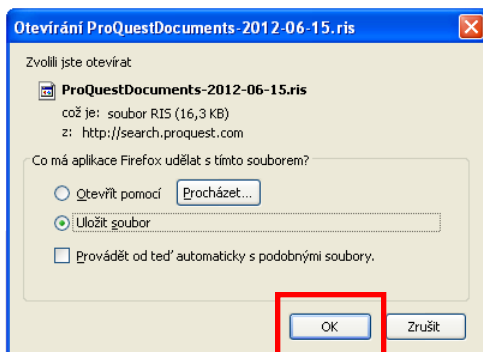 Otevírání ProQuestDocuments-2012-06-15.ris
Zvolili jste otevírat
ProQuestDocuments-2012-06-15.ris
což je: soubor RIS (16,3 KB)
z: http://search.proquest.com
Co má aplikace Firefox udělat s tímto souborem?
Otevřít pomocí Procházet...
Uložit soubor
Provádět od teď automaticky s podobnými soubory.
OK Zrušit